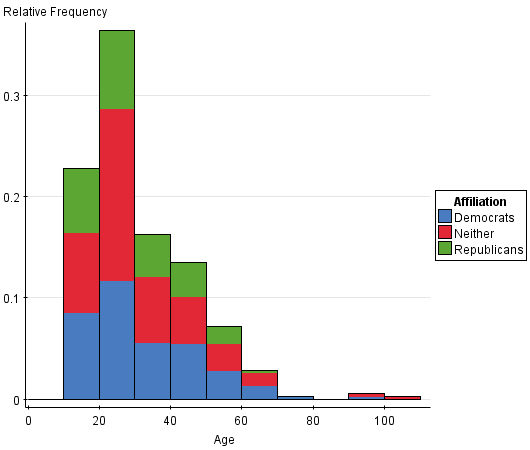 Relative Frequency
0.3
0.2
0.1
0
0 20 40 60 80 100
Age
Affiliation
Democrats
Neither
Republicans